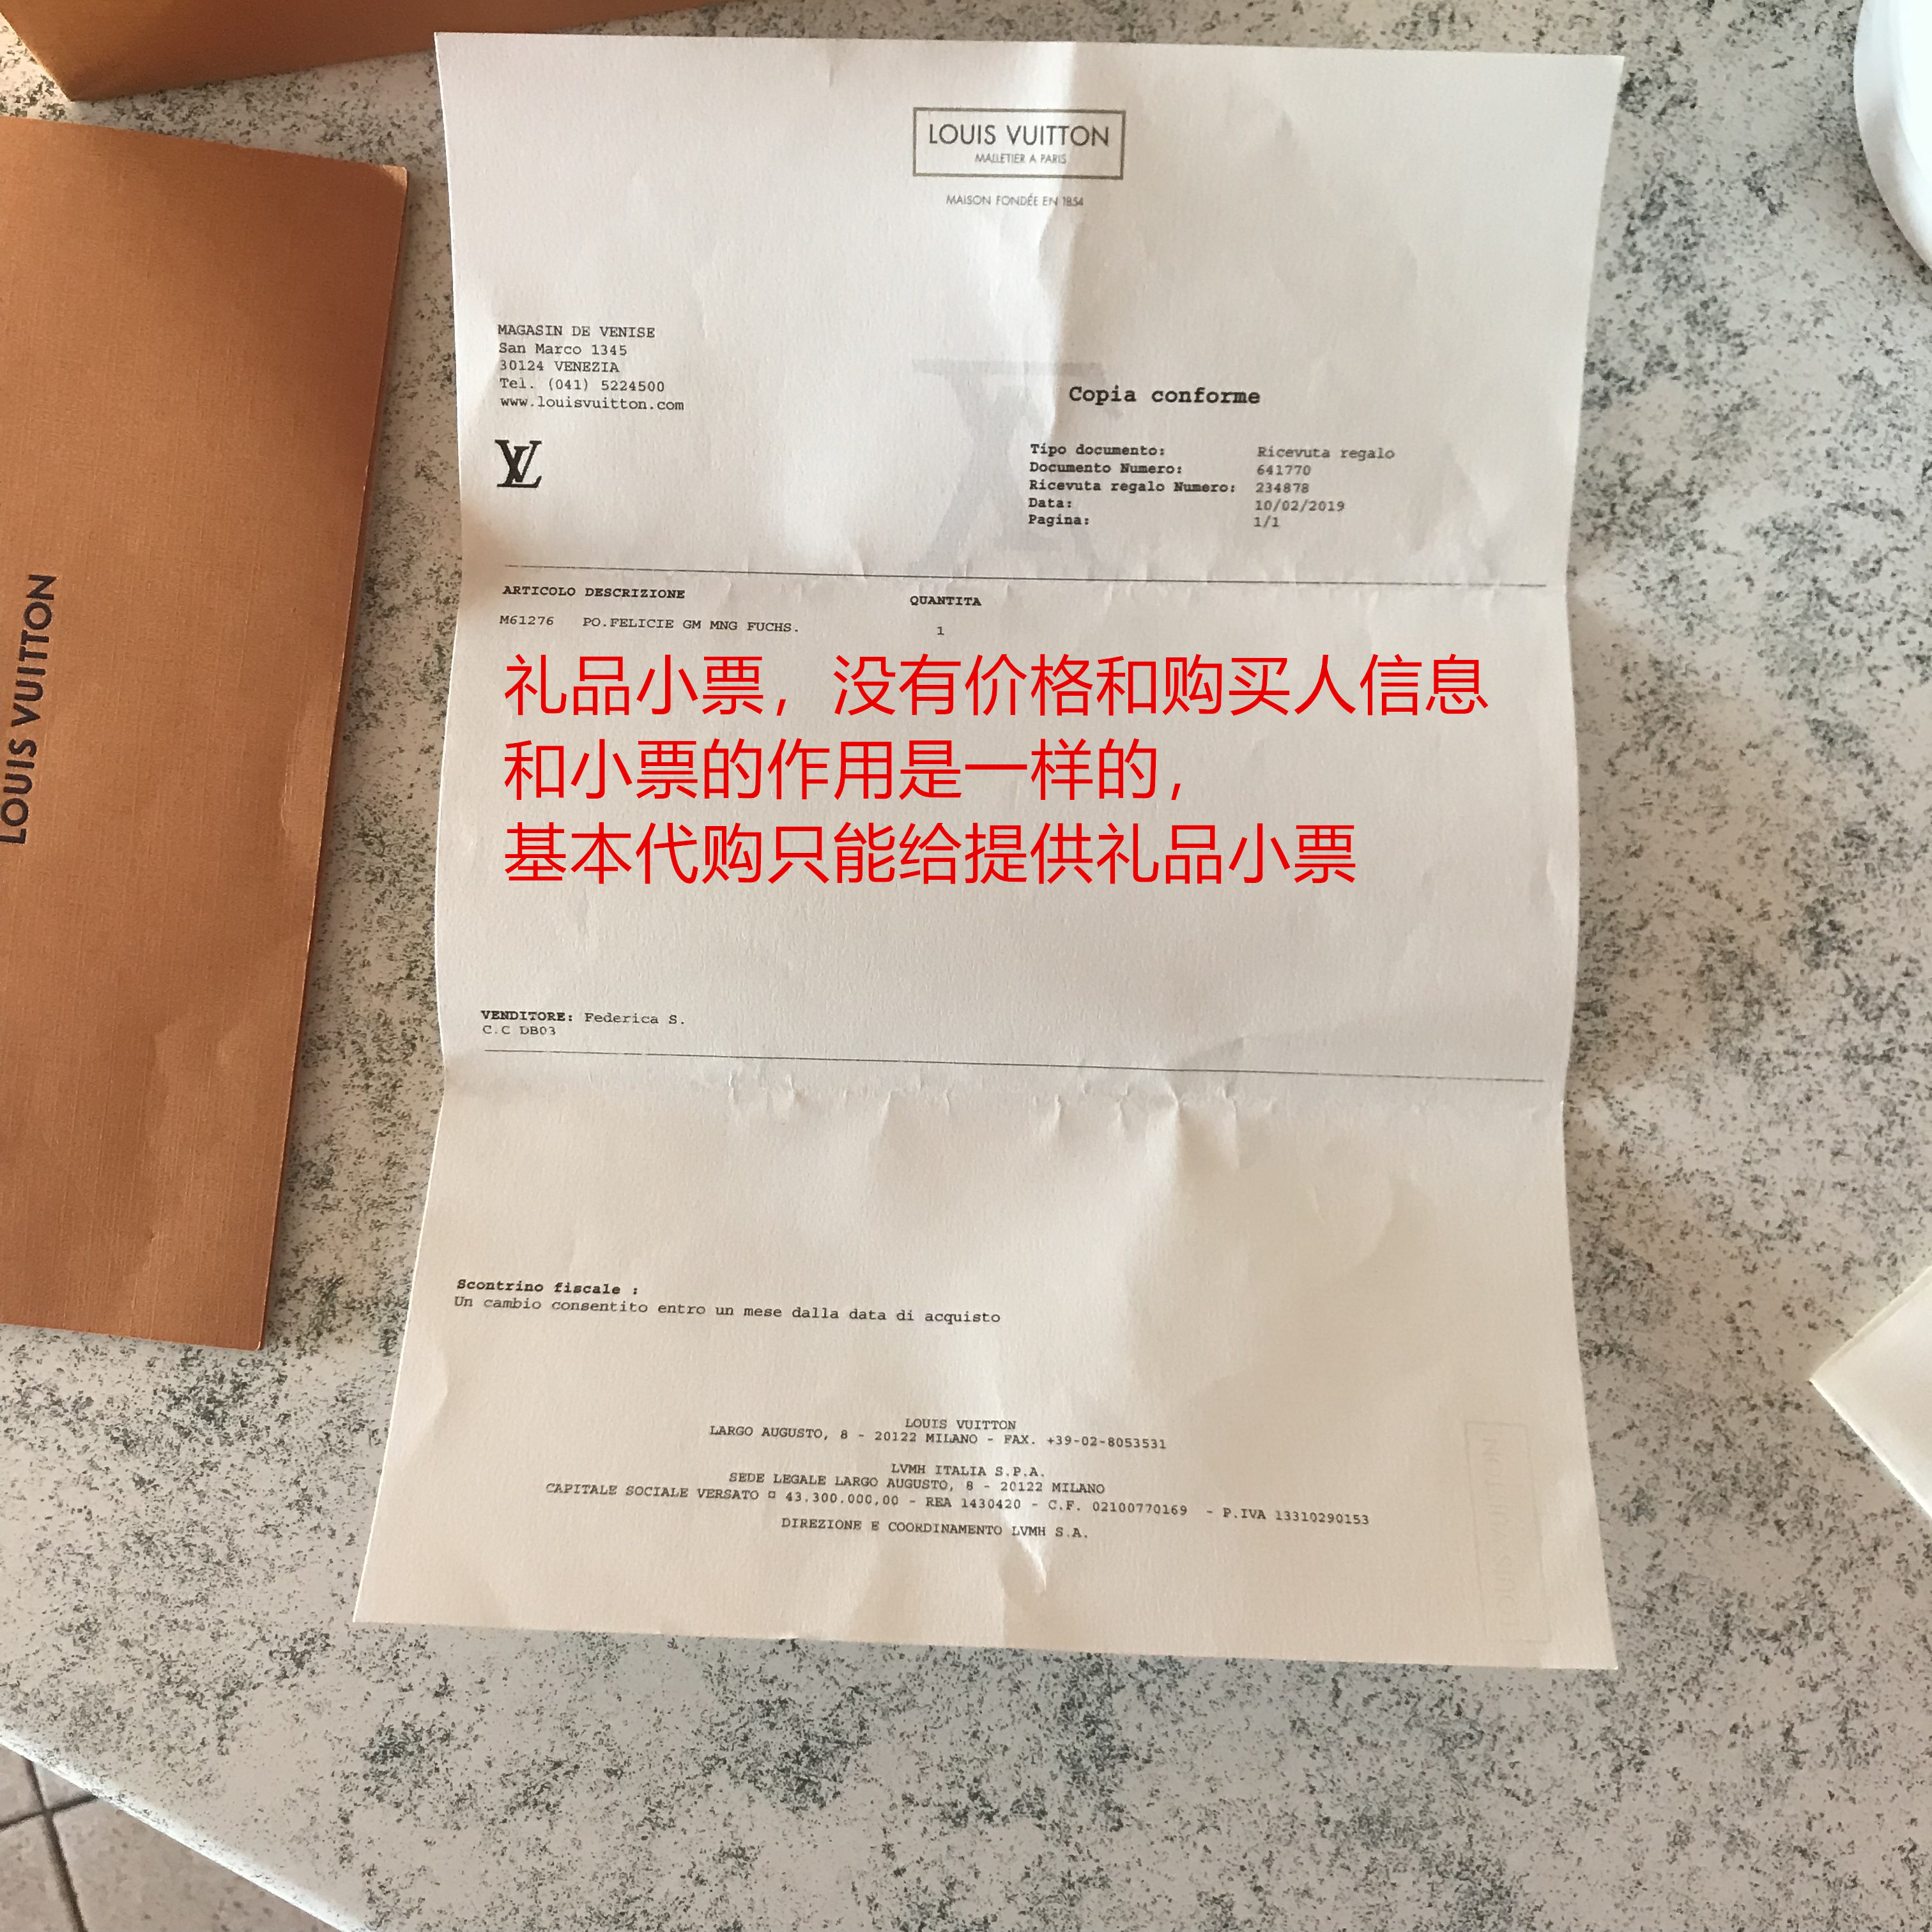 LOUIS VUITTON
LOUIS VUITTON
MALLETIER A PARIS
MAISON FONDÉE EN 1854
MAGASIN DE VENISE
San Marco 1345
30124 VENEZIA
Tel. (041) 5224500
www.louisvuitton.com
LV
Copia conforme
Tipo documento: Ricevuta regalo
Documento Numero: 641770
Ricevuta regalo Numero: 234878
Data: 10/02/2019
Pagina: 1/1
ARTICOLO DESCRIZIONE QUANTITA
M61276 PO.FELICIE GM MNG FUCHS. 1
礼品小票，没有价格和购买人信息
和小票的作用是一样的，
基本代购只能给提供礼品小票
VENDITORE: Federica S.
C.C DB03
Scontrino fiscale :
Un cambio consentito entro un mese dalla data di acquisto
LOUIS VUITTON
LARGO AUGUSTO, 8 - 20122 MILANO - FAX. +39-02-8053531
LVMH ITALIA S.P.A.
SEDE LEGALE LARGO AUGUSTO, 8 - 20122 MILANO
CAPITALE SOCIALE VERSATO ¤ 43.300.000,00 - REA 1430420 - C.F. 02100770169 - P.IVA 13310290153
DIREZIONE E COORDINAMENTO LVMH S.A.